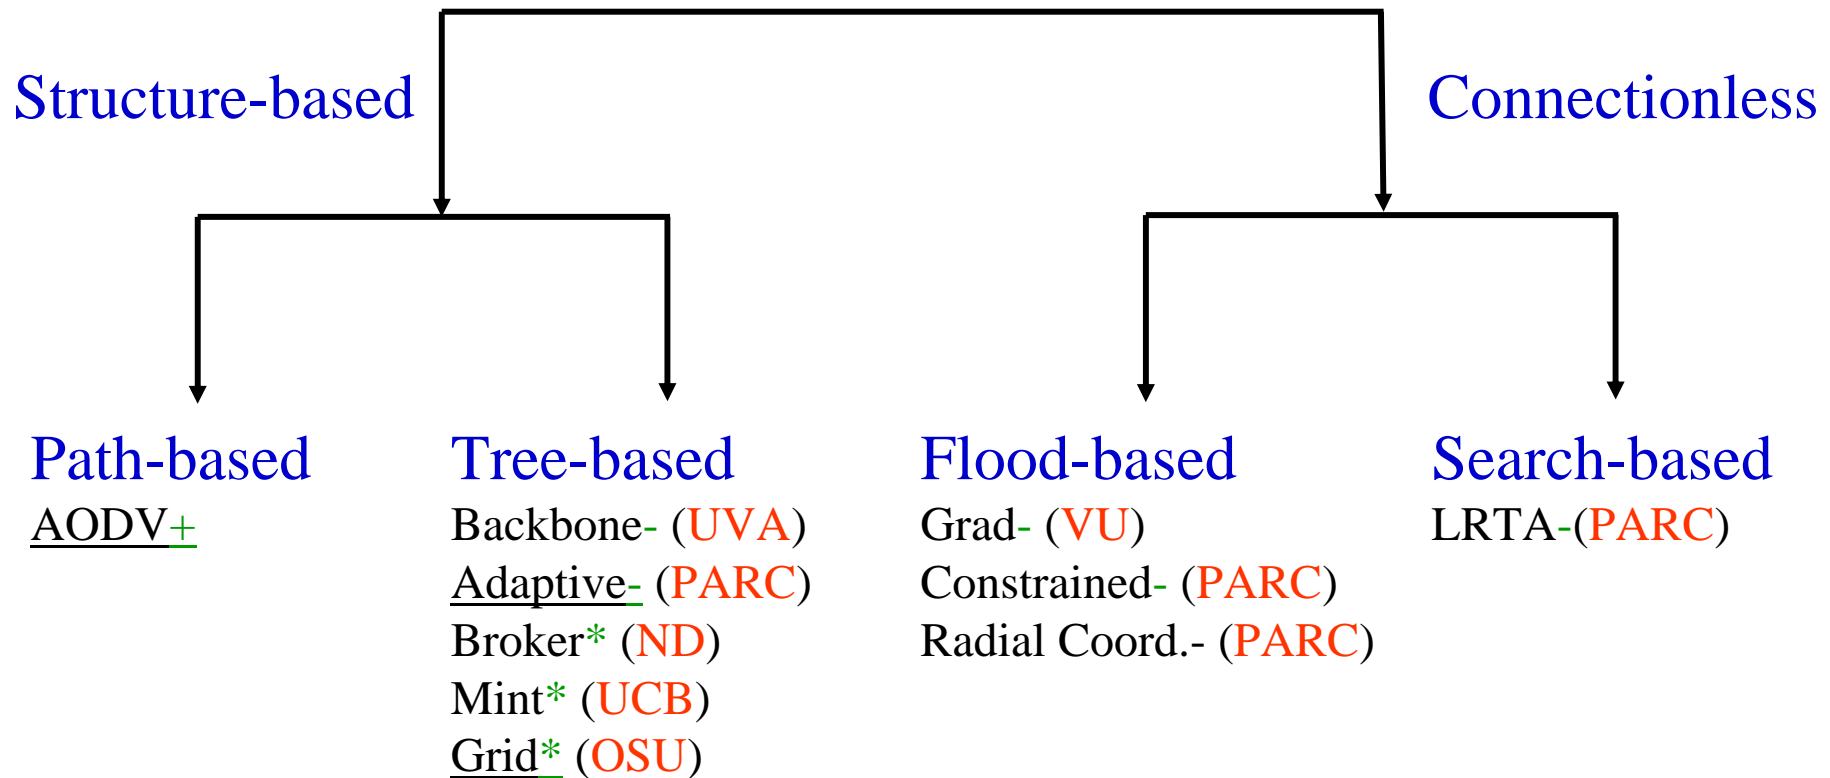 Structure-based
Connectionless
Path-based
AODV+
Tree-based
Backbone- (UVA)
Adaptive- (PARC)
Broker* (ND)
Mint* (UCB)
Grid* (OSU)
Flood-based
Grad- (VU)
Constrained- (PARC)
Radial Coord.- (PARC)
Search-based
LRTA-(PARC)